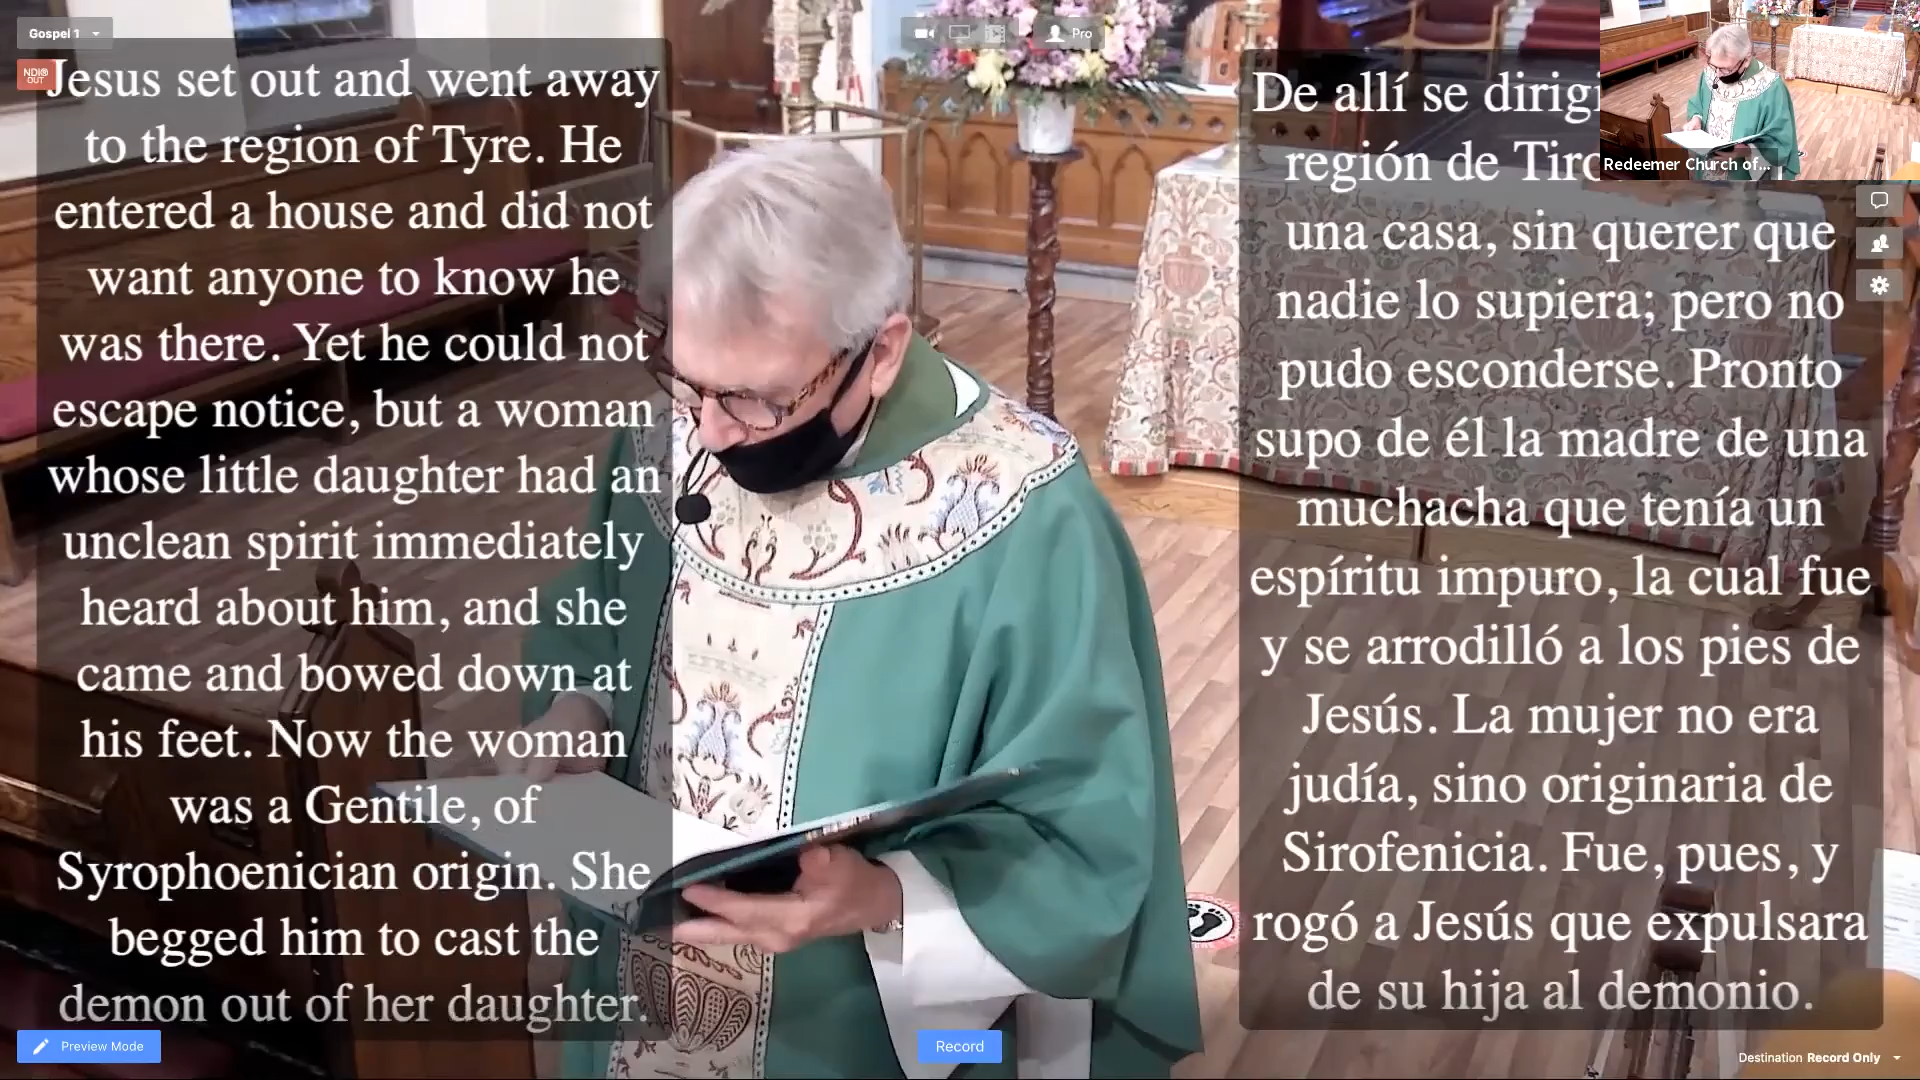 Gospel 1
Pro
NDI®
OUT
Jesus set out and went away
to the region of Tyre. He
entered a house and did not
want anyone to know he
was there. Yet he could not
escape notice, but a woman
whose little daughter had an
unclean spirit immediately
heard about him, and she
came and bowed down at
his feet. Now the woman
was a Gentile, of
Syrophoenician origin. She
begged him to cast the
demon out of her daughter.
De allí se dirigi
región de Tiro
una casa, sin querer que
nadie lo supiera; pero no
pudo esconderse. Pronto
supo de él la madre de una
muchacha que tenía un
espíritu impuro, la cual fue
y se arrodilló a los pies de
Jesús. La mujer no era
judía, sino originaria de
Sirofenicia. Fue, pues, y
rogó a Jesús que expulsara
de su hija al demonio.
Redeemer Church of...
Preview Mode
Record
Destination Record Only